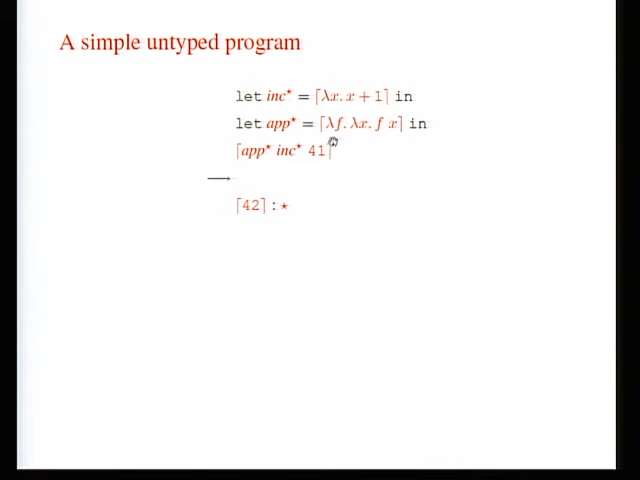 A simple untyped program
let inc⋆ = ⌈λx. x + 1⌉ in
let app⋆ = ⌈λf. λx. f x⌉ in
⌈app⋆ inc⋆ 41⌉
⟶
⌈42⌉ : ⋆